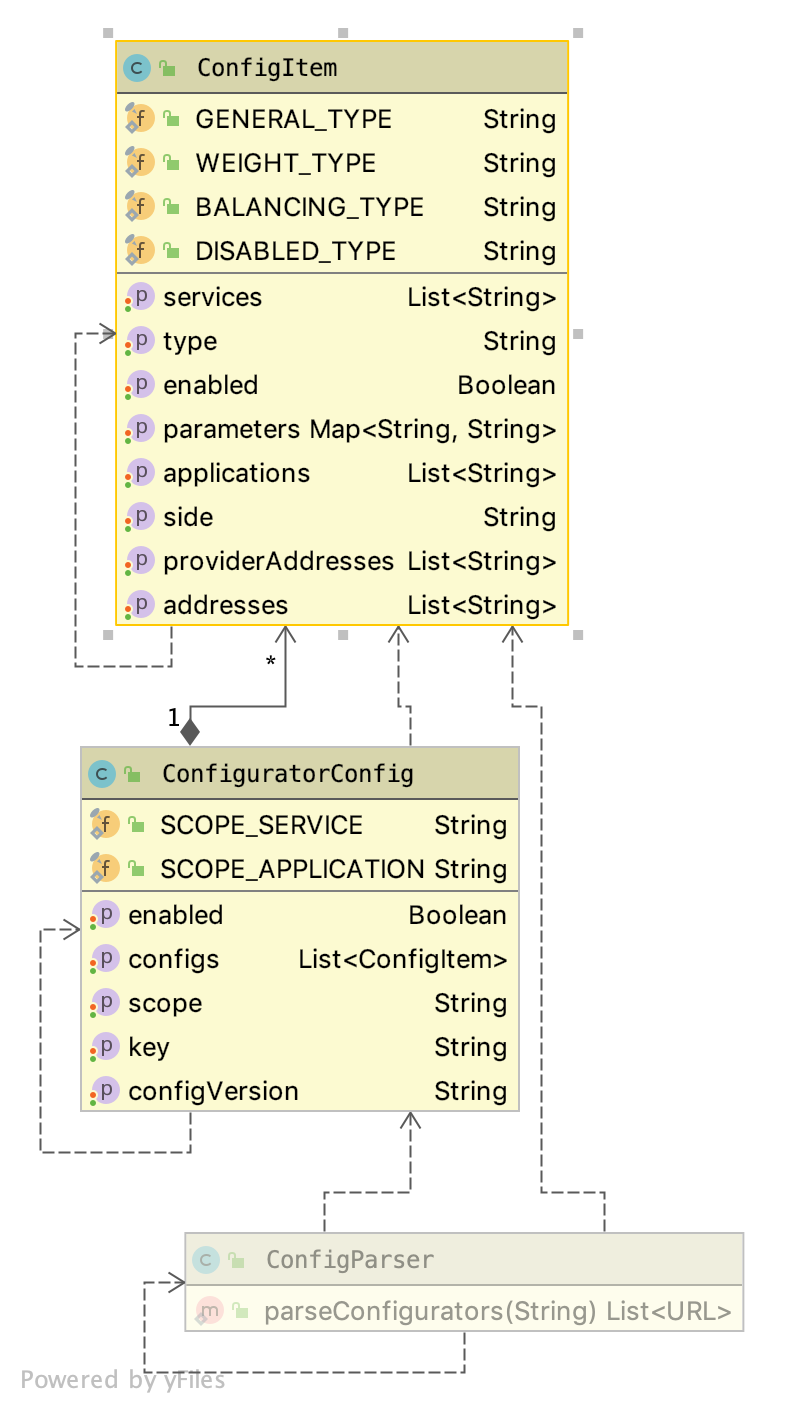 C ConfigItem
f GENERAL_TYPE String
f WEIGHT_TYPE String
f BALANCING_TYPE String
f DISABLED_TYPE String
p services List<String>
p type String
p enabled Boolean
p parameters Map<String, String>
p applications List<String>
p side String
p providerAddresses List<String>
p addresses List<String>
*
1
C ConfiguratorConfig
f SCOPE_SERVICE String
f SCOPE_APPLICATION String
p enabled Boolean
p configs List<ConfigItem>
p scope String
p key String
p configVersion String
C ConfigParser
m parseConfigurators(String) List<URL>
Powered by yFiles